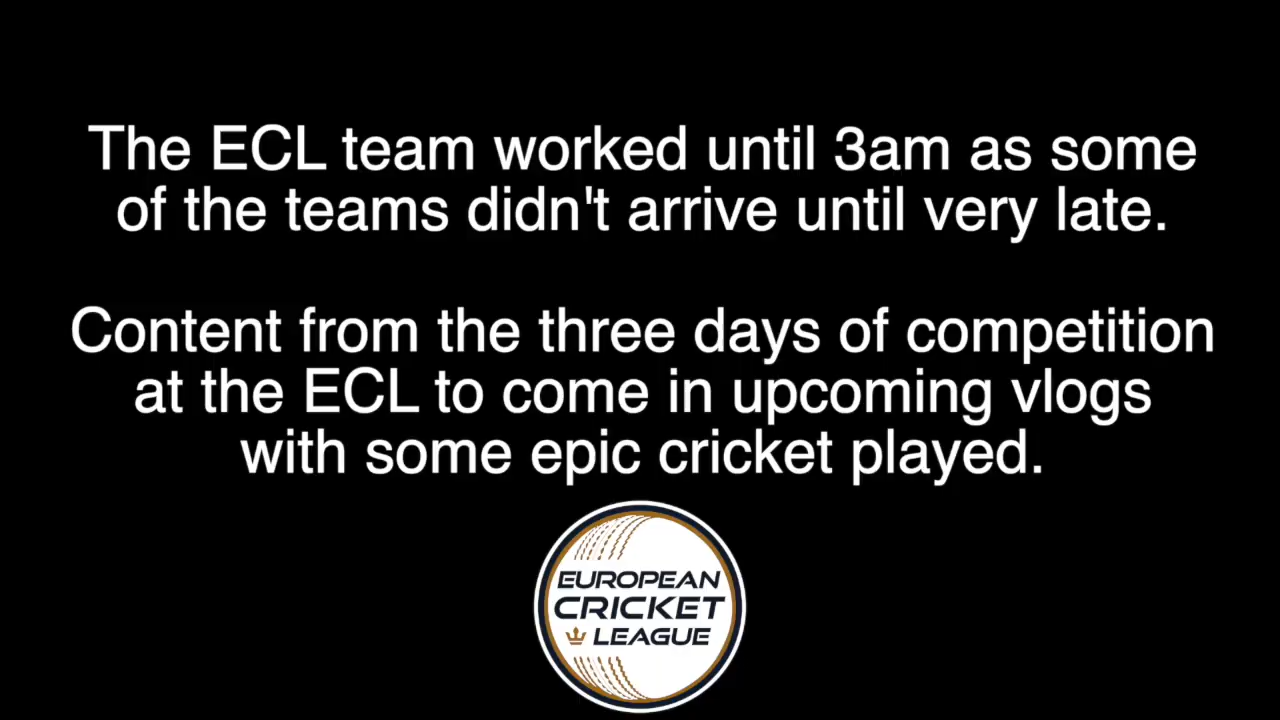 The ECL team worked until 3am as some
of the teams didn't arrive until very late.
Content from the three days of competition
at the ECL to come in upcoming vlogs
with some epic cricket played.
EUROPEAN
CRICKET
LEAGUE